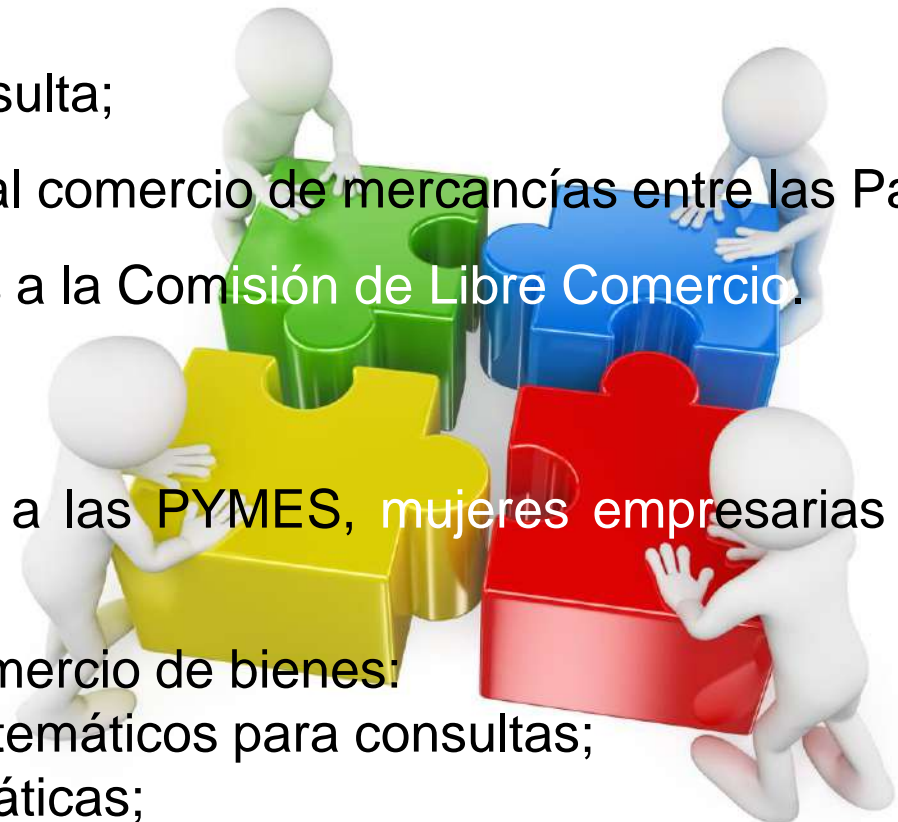 sulta;
al comercio de mercancías entre las Pa
a la Comisión de Libre Comercio.
a las PYMES, mujeres empresarias
mercio de bienes:
temáticos para consultas;
áticas;